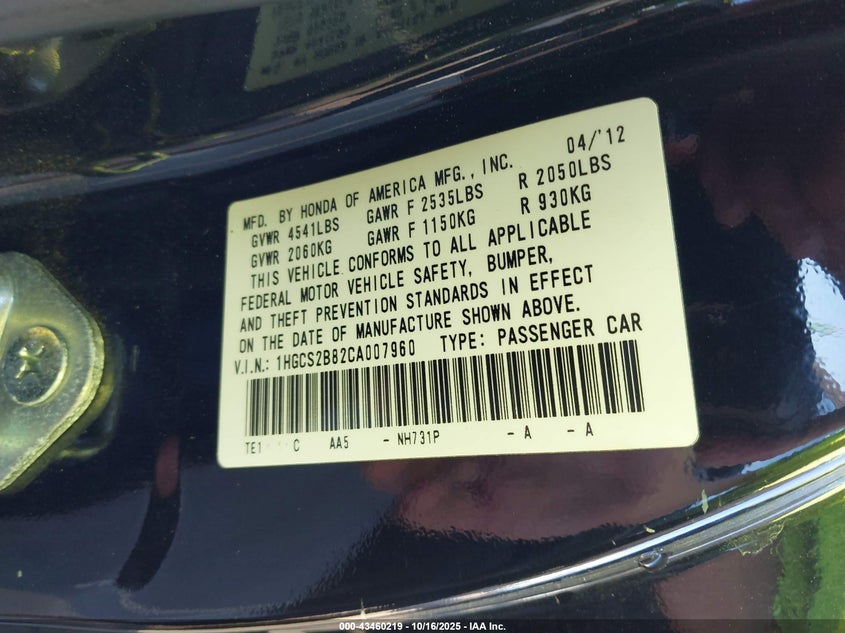 04/'12
MFD. BY HONDA OF AMERICA MFG., INC.
GVWR 4541LBS GAWR F 2535LBS R 2050LBS
GVWR 2060KG GAWR F 1150KG R 930KG
THIS VEHICLE CONFORMS TO ALL APPLICABLE
FEDERAL MOTOR VEHICLE SAFETY, BUMPER,
AND THEFT PREVENTION STANDARDS IN EFFECT
ON THE DATE OF MANUFACTURE SHOWN ABOVE.
V.I.N.: 1HGCS2B82CA007960 TYPE: PASSENGER CAR
TE1 C AA5 - NH731P - A - A
000-43460219 - 10/16/2025 - IAA Inc.